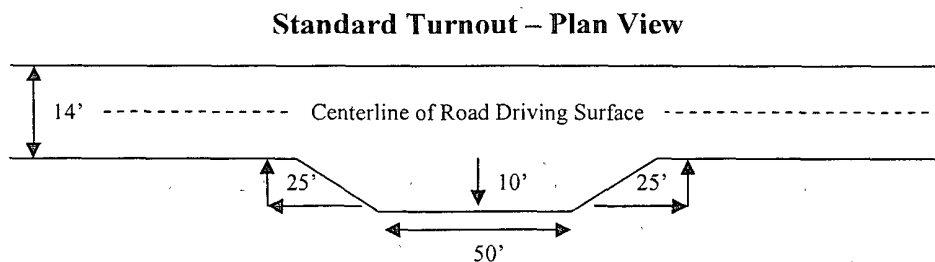 Standard Turnout – Plan View
14’
Centerline of Road Driving Surface
25’
10’
25’
50’